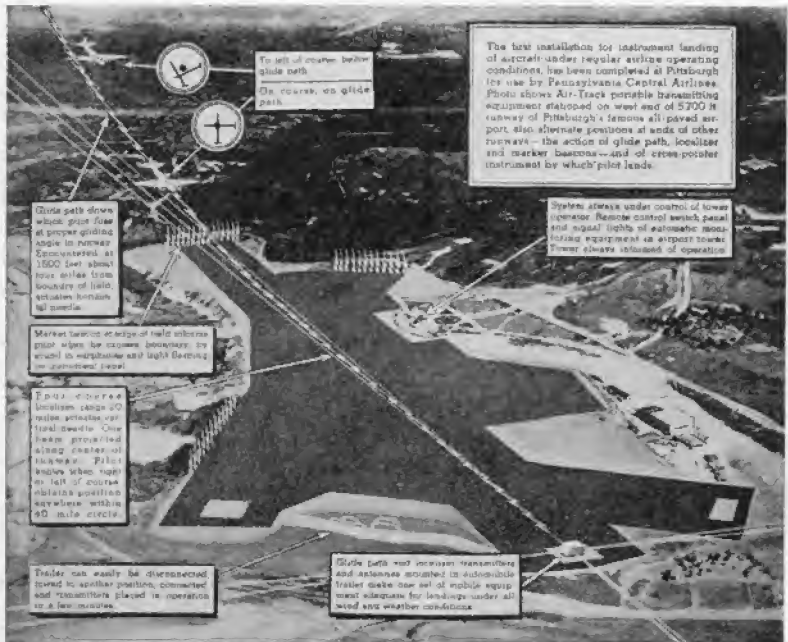 To left of course, below
glide path
On course, on glide
path
The first installation for instrument landing
of aircraft under regular airline operating
conditions, has been completed at Pittsburgh
for use by Pennsylvania Central Airlines.
Photo shows Air-Track portable transmitting
equipment stationed on west end of 5700 ft
runway of Pittsburgh's famous all-paved air-
port, also alternate positions at ends of other
runways—the action of glide path, localizer
and marker beacons—and of cross-pointer
instrument by which pilot lands.
Glide path down
which pilot flies
at proper gliding
angle to runway.
Encountered at
1500 feet about
four miles from
boundry of field,
actuates horizon-
tal needle.
System always under control of tower
operator. Remote control switch panel
and signal lights of automatic moni-
toring equipment in airport tower.
Tower always informed of operation
Marker beacon at edge of field informs
pilot when he crosses boundary, by
signal in earphones and light flashing
on instrument panel
Four course
localizer, range 20
miles, actuates ver-
tical needle. One
beam projected
along center of
runway. Pilot
knows when right
or left of course,
obtains position
anywhere within
40 mile circle.
Trailer can easily be disconnected,
towed to another position, connected
and transmitters placed in operation
in a few minutes.
Glide path and localizer transmitters
and antennae mounted in automobile
trailer make one set of mobile equip-
ment adequate for landings under all
wind and weather conditions.